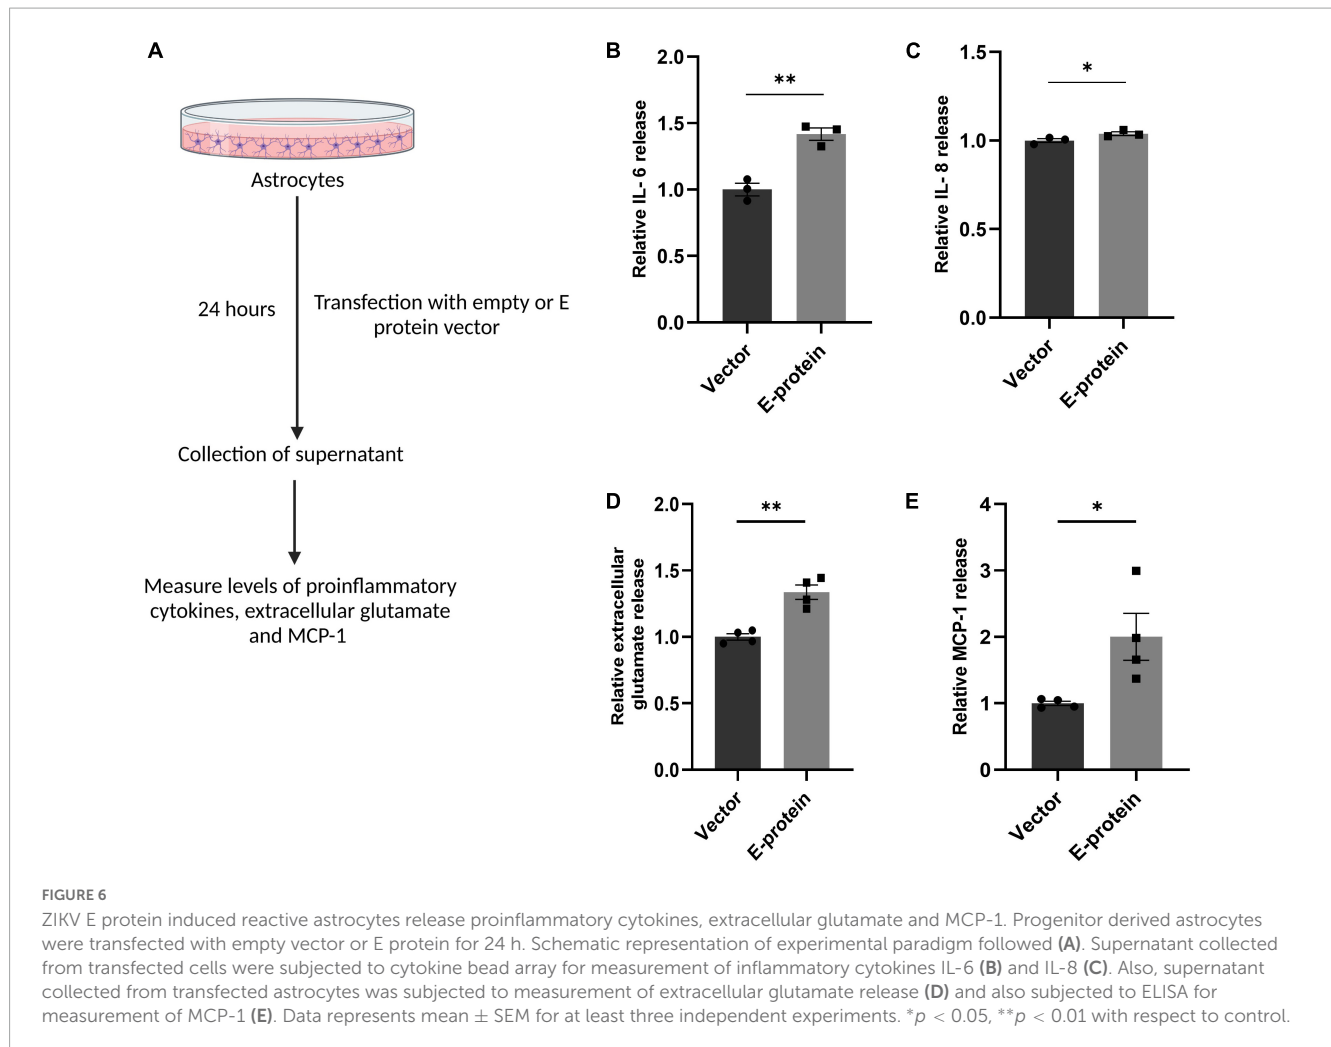 A
Astrocytes
24 hours
Transfection with empty or E
protein vector
Collection of supernatant
Measure levels of proinflammatory
cytokines, extracellular glutamate
and MCP-1
B
Relative IL- 6 release
2.0
1.5
1.0
0.5
0.0
**
Vector
E-protein
C
Relative IL- 8 release
1.5
1.0
0.5
0.0
*
Vector
E-protein
D
Relative extracellular
glutamate release
2.0
1.5
1.0
0.5
0.0
**
Vector
E-protein
E
Relative MCP-1 release
4
3
2
1
0
*
Vector
E-protein
FIGURE 6
ZIKV E protein induced reactive astrocytes release proinflammatory cytokines, extracellular glutamate and MCP-1. Progenitor derived astrocytes
were transfected with empty vector or E protein for 24 h. Schematic representation of experimental paradigm followed (A). Supernatant collected
from transfected cells were subjected to cytokine bead array for measurement of inflammatory cytokines IL-6 (B) and IL-8 (C). Also, supernatant
collected from transfected astrocytes was subjected to measurement of extracellular glutamate release (D) and also subjected to ELISA for
measurement of MCP-1 (E). Data represents mean ± SEM for at least three independent experiments. *p < 0.05, **p < 0.01 with respect to control.